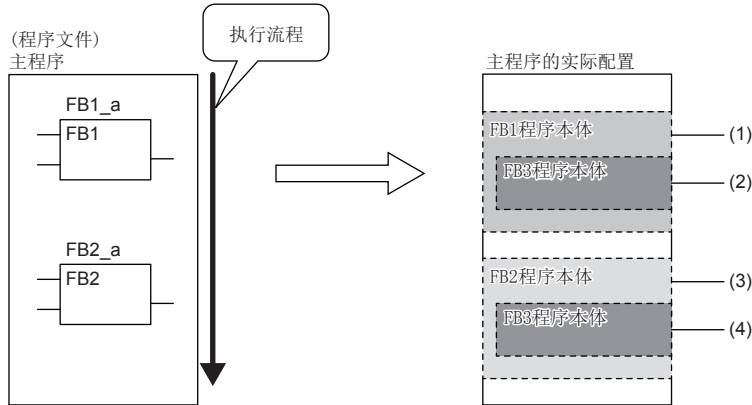 (程序文件)
主程序
执行流程
FB1_a
FB1
FB2_a
FB2
主程序的实际配置
FB1程序本体
(1)
FB3程序本体
(2)
FB2程序本体
(3)
FB3程序本体
(4)